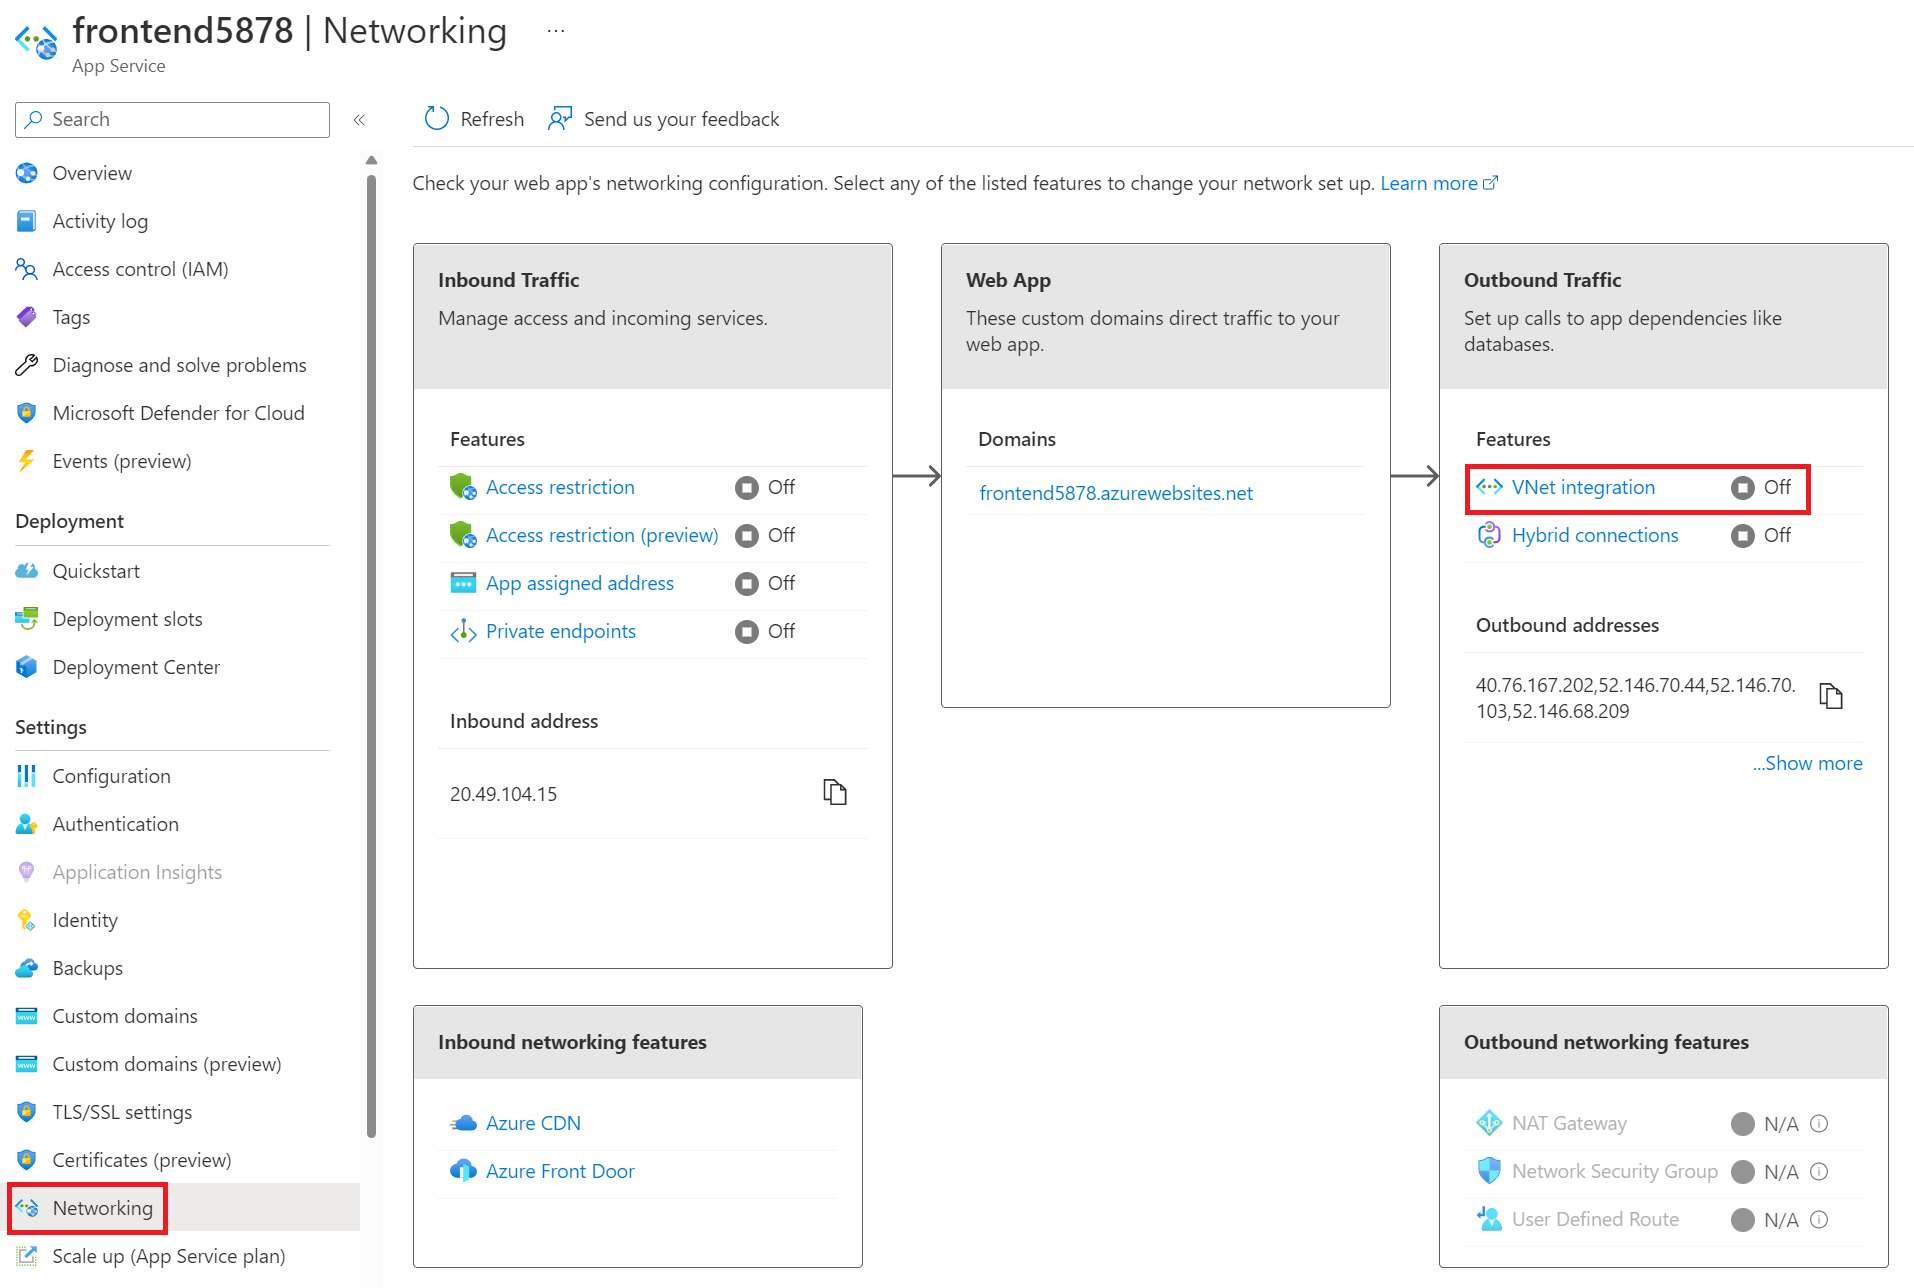 frontend5878 | Networking ...
App Service
Search
«
Overview
Activity log
Access control (IAM)
Tags
Diagnose and solve problems
Microsoft Defender for Cloud
Events (preview)
Deployment
Quickstart
Deployment slots
Deployment Center
Settings
Configuration
Authentication
Application Insights
Identity
Backups
Custom domains
Custom domains (preview)
TLS/SSL settings
Certificates (preview)
Networking
Scale up (App Service plan)
Refresh
Send us your feedback
Check your web app's networking configuration. Select any of the listed features to change your network set up. Learn more
Inbound Traffic
Manage access and incoming services.
Features
Access restriction Off
Access restriction (preview) Off
App assigned address Off
Private endpoints Off
Inbound address
20.49.104.15
Web App
These custom domains direct traffic to your
web app.
Domains
frontend5878.azurewebsites.net
Outbound Traffic
Set up calls to app dependencies like
databases.
Features
VNet integration Off
Hybrid connections Off
Outbound addresses
40.76.167.202,52.146.70.44,52.146.70.
103,52.146.68.209
...Show more
Inbound networking features
Azure CDN
Azure Front Door
Outbound networking features
NAT Gateway N/A
Network Security Group N/A
User Defined Route N/A